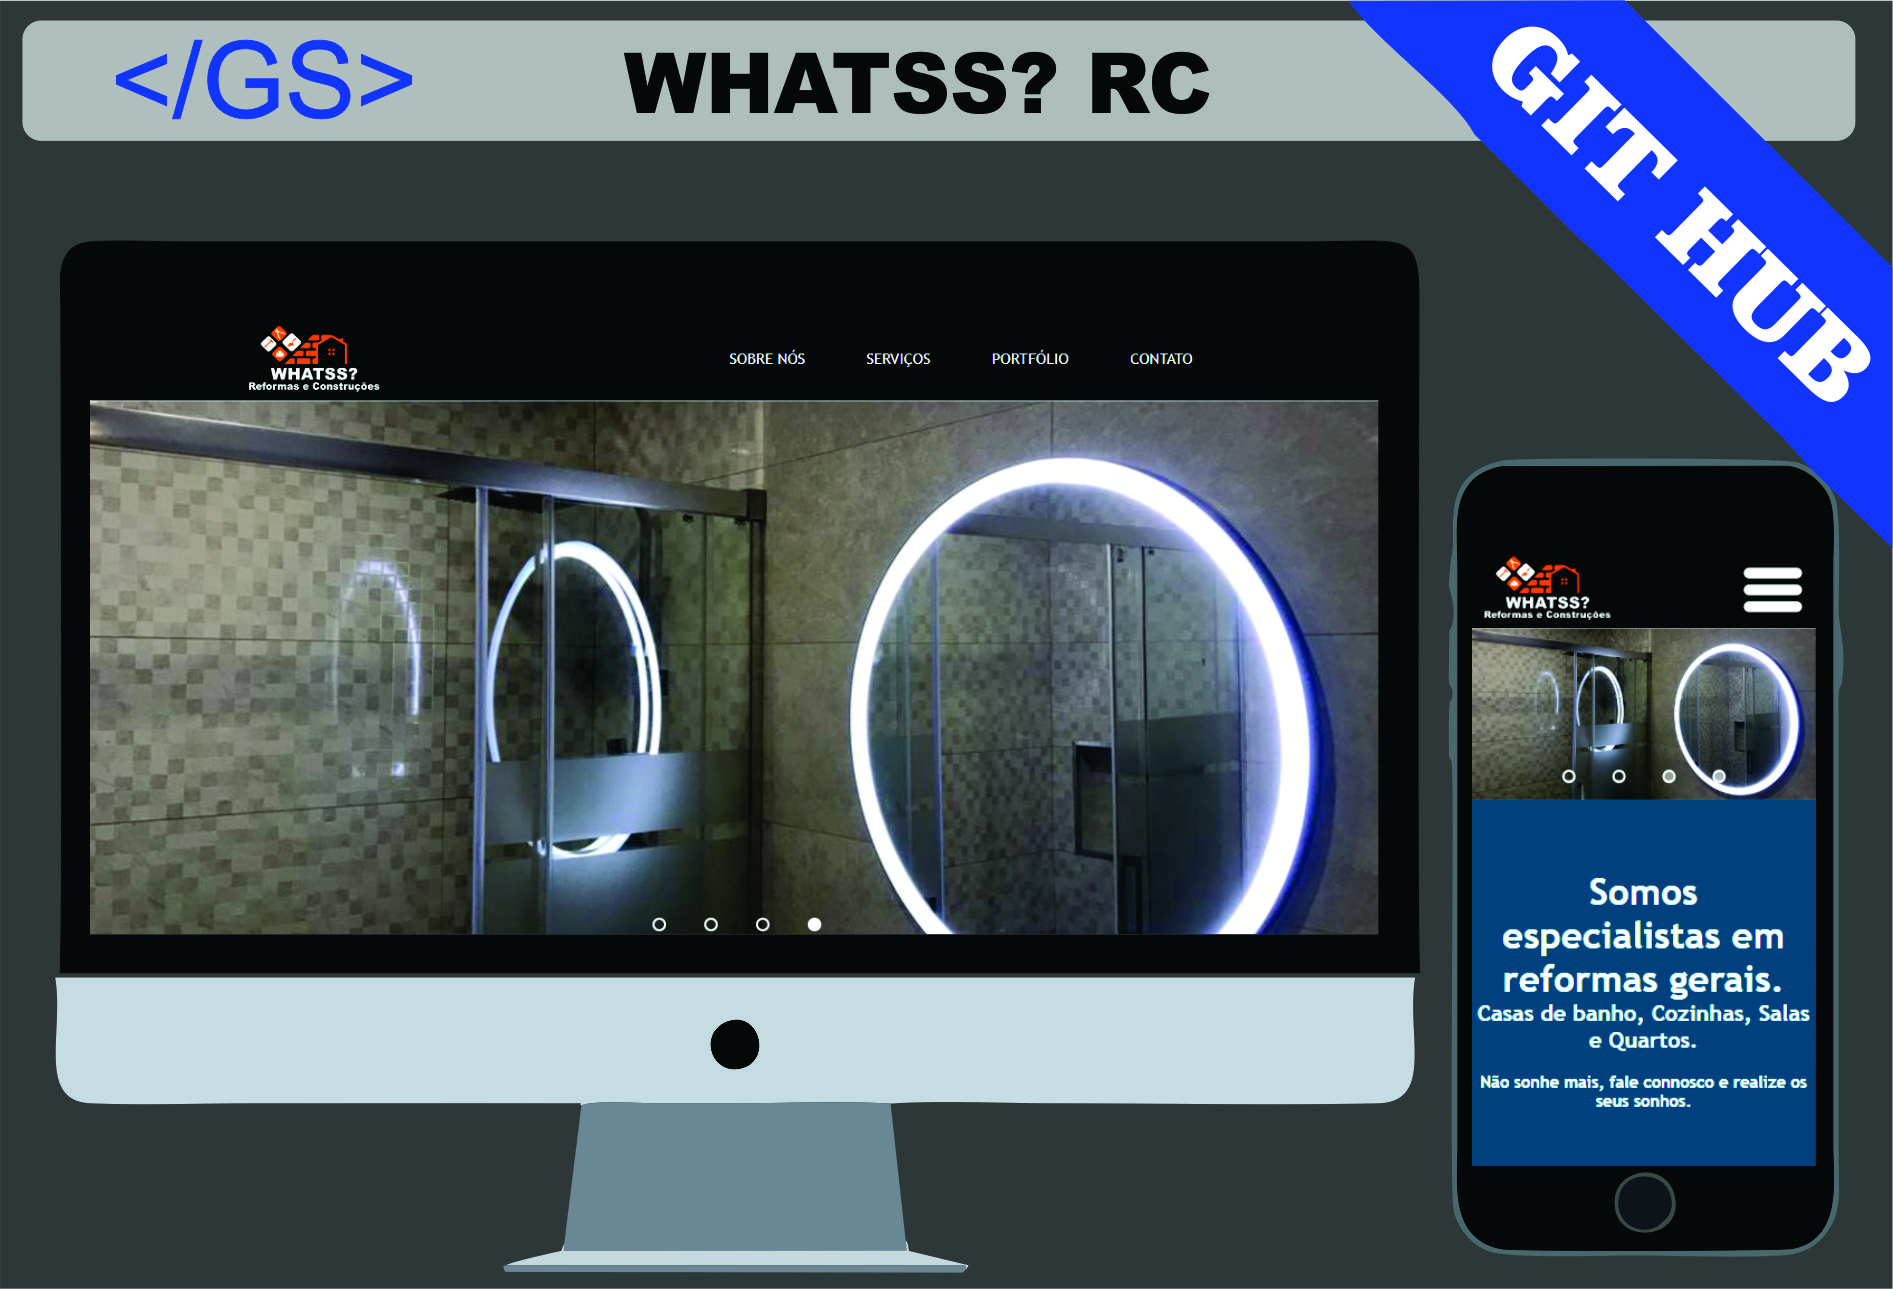 </GS>
WHATSS? RC
GIT HUB
WHATSS?
Reformas e Construções
SOBRE NÓS
SERVIÇOS
PORTFÓLIO
CONTATO
WHATSS?
Reformas e Construções
Somos
especialistas em
reformas gerais.
Casas de banho, Cozinhas, Salas
e Quartos.
Não sonhe mais, fale connosco e realize os
seus sonhos.